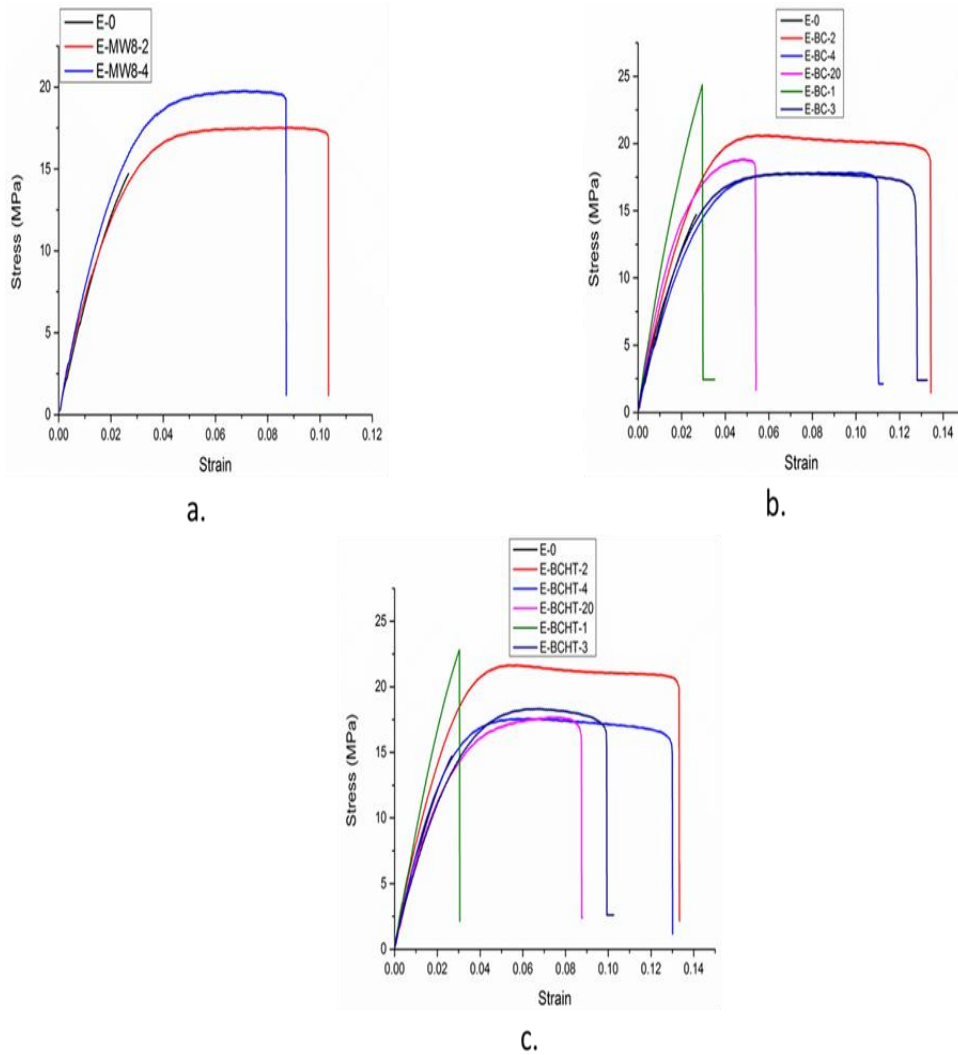 E-0
E-MW8-2
E-MW8-4
20
15
10
5
0
Stress (MPa)
0.00 0.02 0.04 0.06 0.08 0.10 0.12
Strain
a.
E-0
E-BC-2
E-BC-4
E-BC-20
E-BC-1
E-BC-3
25
20
15
10
5
0
Stress (MPa)
0.00 0.02 0.04 0.06 0.08 0.10 0.12 0.14
Strain
b.
E-0
E-BCHT-2
E-BCHT-4
E-BCHT-20
E-BCHT-1
E-BCHT-3
25
20
15
10
5
0
Stress (MPa)
0.00 0.02 0.04 0.06 0.08 0.10 0.12 0.14
Strain
c.